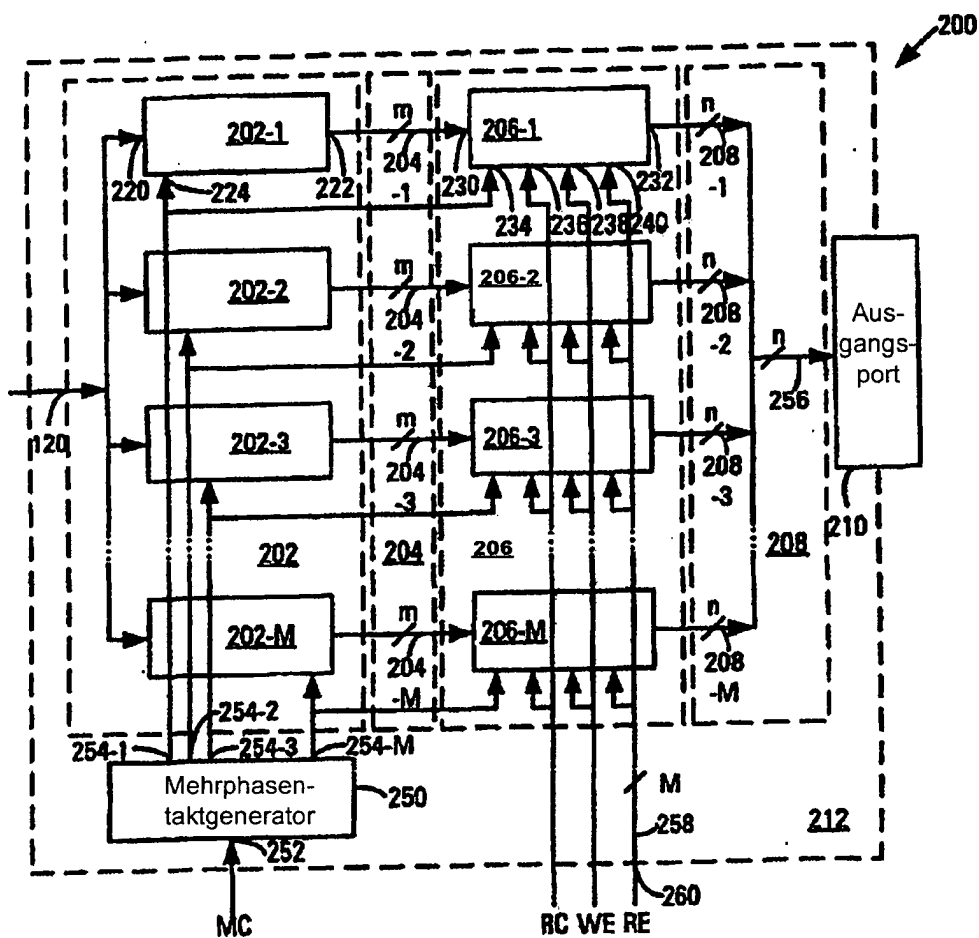 200
202-1
m
206-1
n
220
224
222
204
-1
230
234
236
238
240
232
208
-1
202-2
m
206-2
n
204
-2
208
-2
Aus-
gangs-
port
n
256
120
202-3
m
206-3
n
204
-3
208
-3
210
202
204
206
208
202-M
m
206-M
n
204
-M
208
-M
254-1
254-2
254-3
254-M
Mehrphasen-
taktgenerator
250
252
M
258
212
260
MC
RC
WE
RE